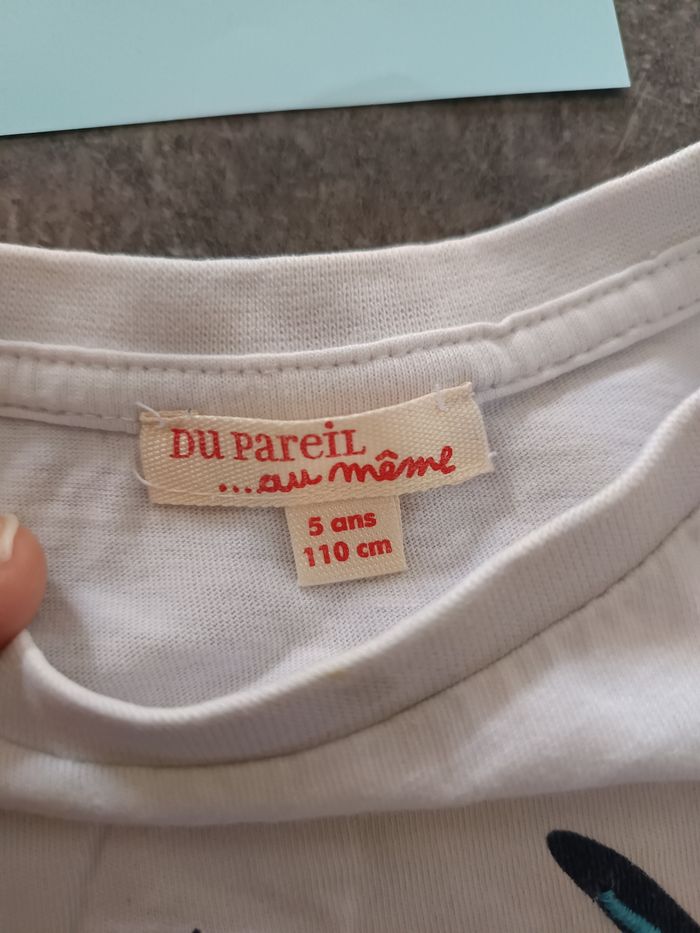 DU PAREIL
...au même
5 ans
110 cm